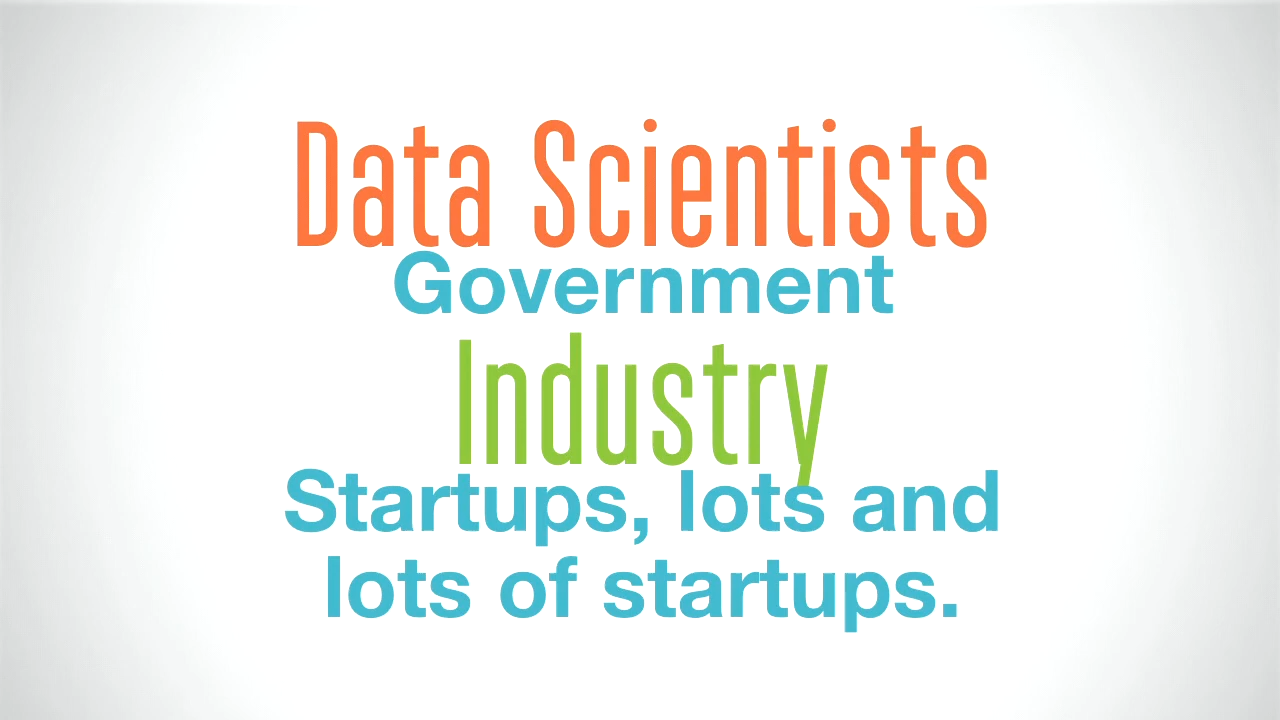 Data Scientists
Government
Industry
Startups, lots and
lots of startups.